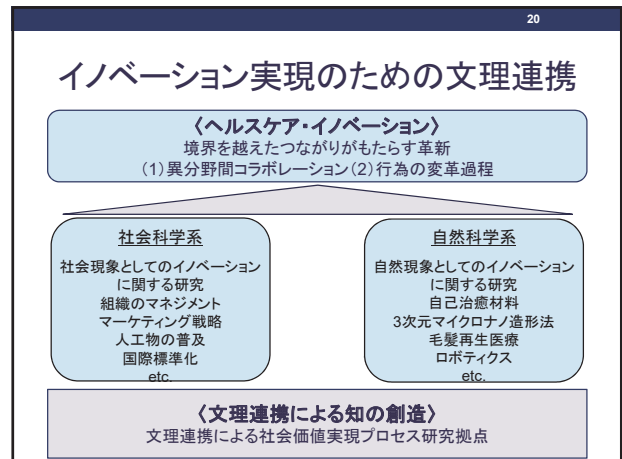 20
イノベーション実現のための文理連携
〈ヘルスケア・イノベーション〉
境界を越えたつながりがもたらす革新
(1)異分野間コラボレーション(2)行為の変革過程
社会科学系
社会現象としてのイノベーション
に関する研究
組織のマネジメント
マーケティング戦略
人工物の普及
国際標準化
etc.
自然科学系
自然現象としてのイノベーション
に関する研究
自己治癒材料
3次元マイクロナノ造形法
毛髪再生医療
ロボティクス
etc.
〈文理連携による知の創造〉
文理連携による社会価値実現プロセス研究拠点